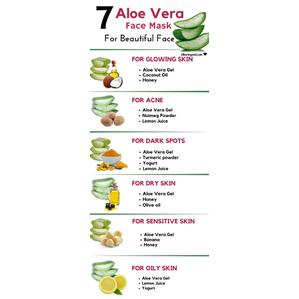 7 Aloe Vera
Face Mask
For Beautiful Face
FOR GLOWING SKIN
Aloe Vera Gel
Coconut Oil
Honey
FOR ACNE
Aloe Vera Gel
Nutmeg Powder
Lemon Juice
FOR DARK SPOTS
Aloe Vera Gel
Turmeric powder
Yogurt
Lemon Juice
FOR DRY SKIN
Aloe Vera Gel
Honey
Olive oil
FOR SENSITIVE SKIN
Aloe Vera Gel
Banana
Honey
FOR OILY SKIN
Aloe Vera Gel
Lemon Juice
Yogurt